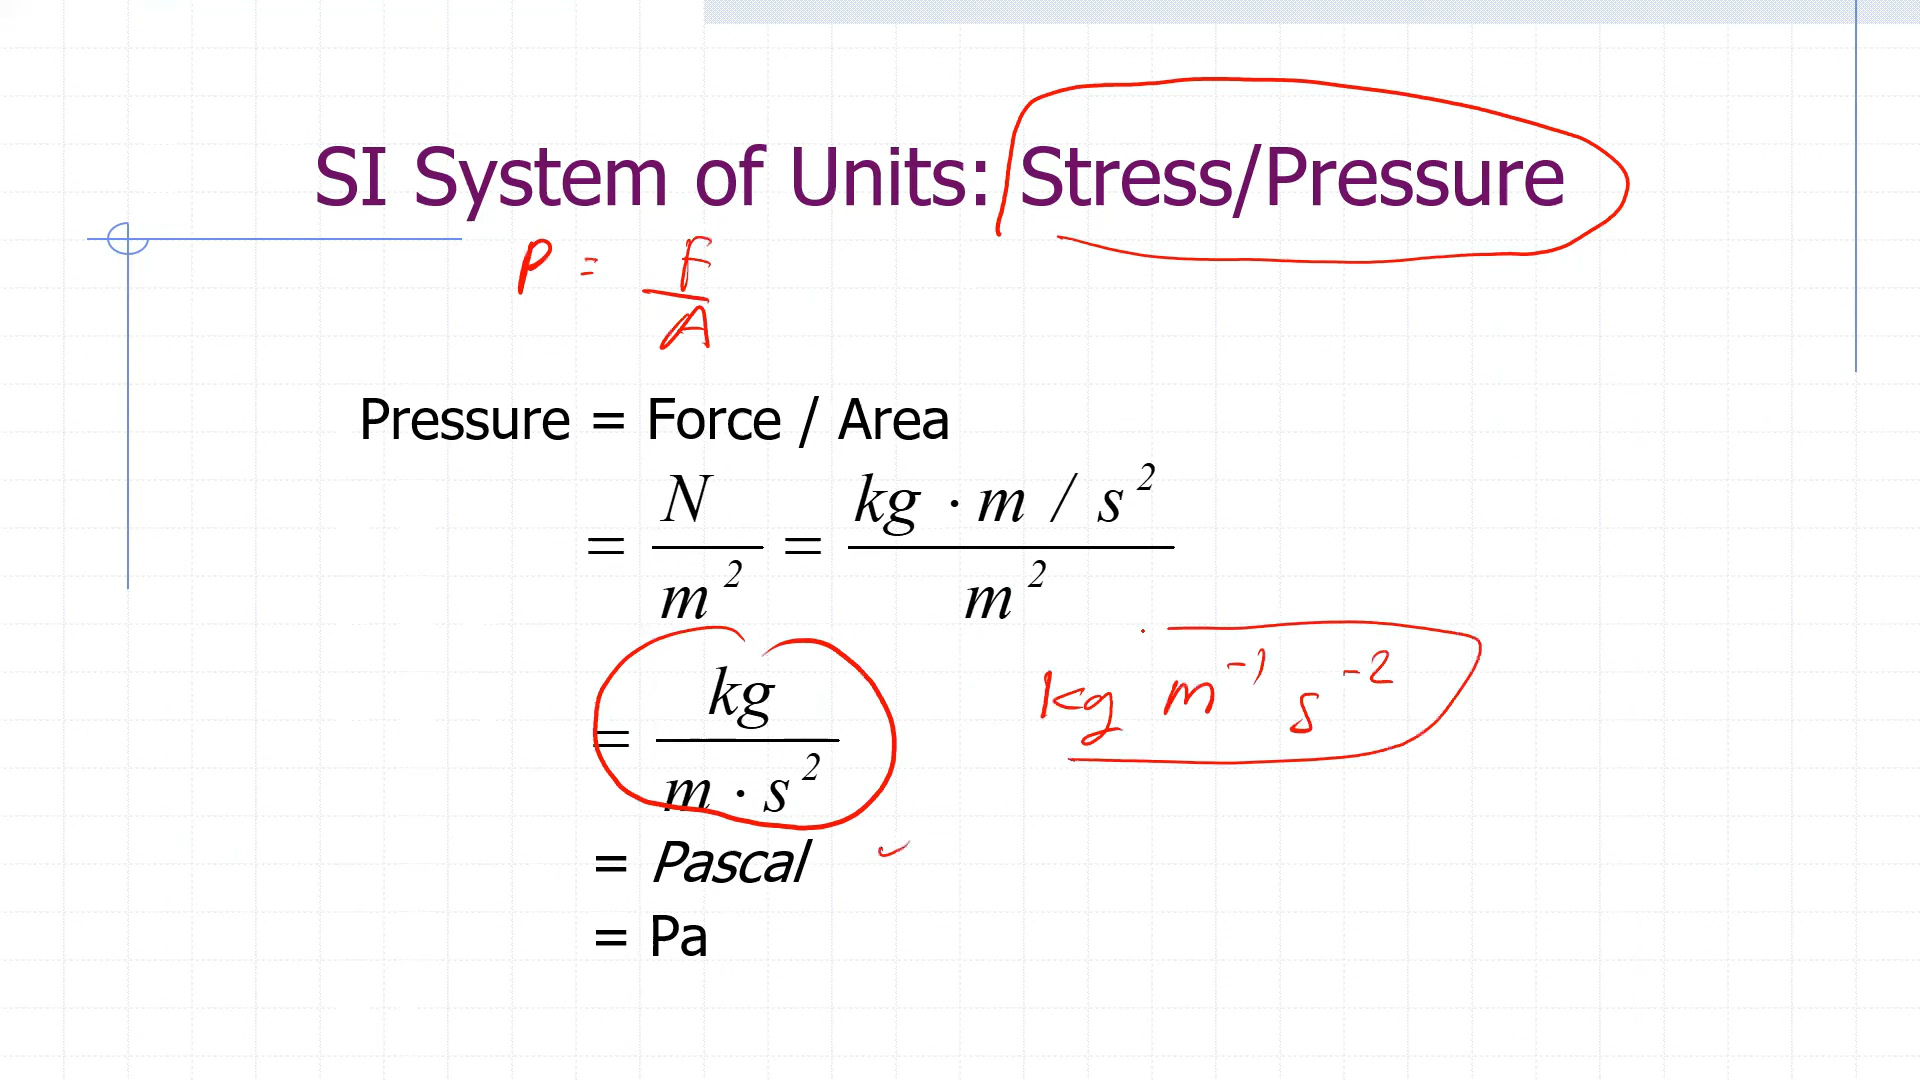 SI System of Units: Stress/Pressure
P = F/A
Pressure = Force / Area
= N/m² = kg · m / s²/m²
= kg/m · s²
kg m⁻¹ s⁻²
= Pascal
= Pa